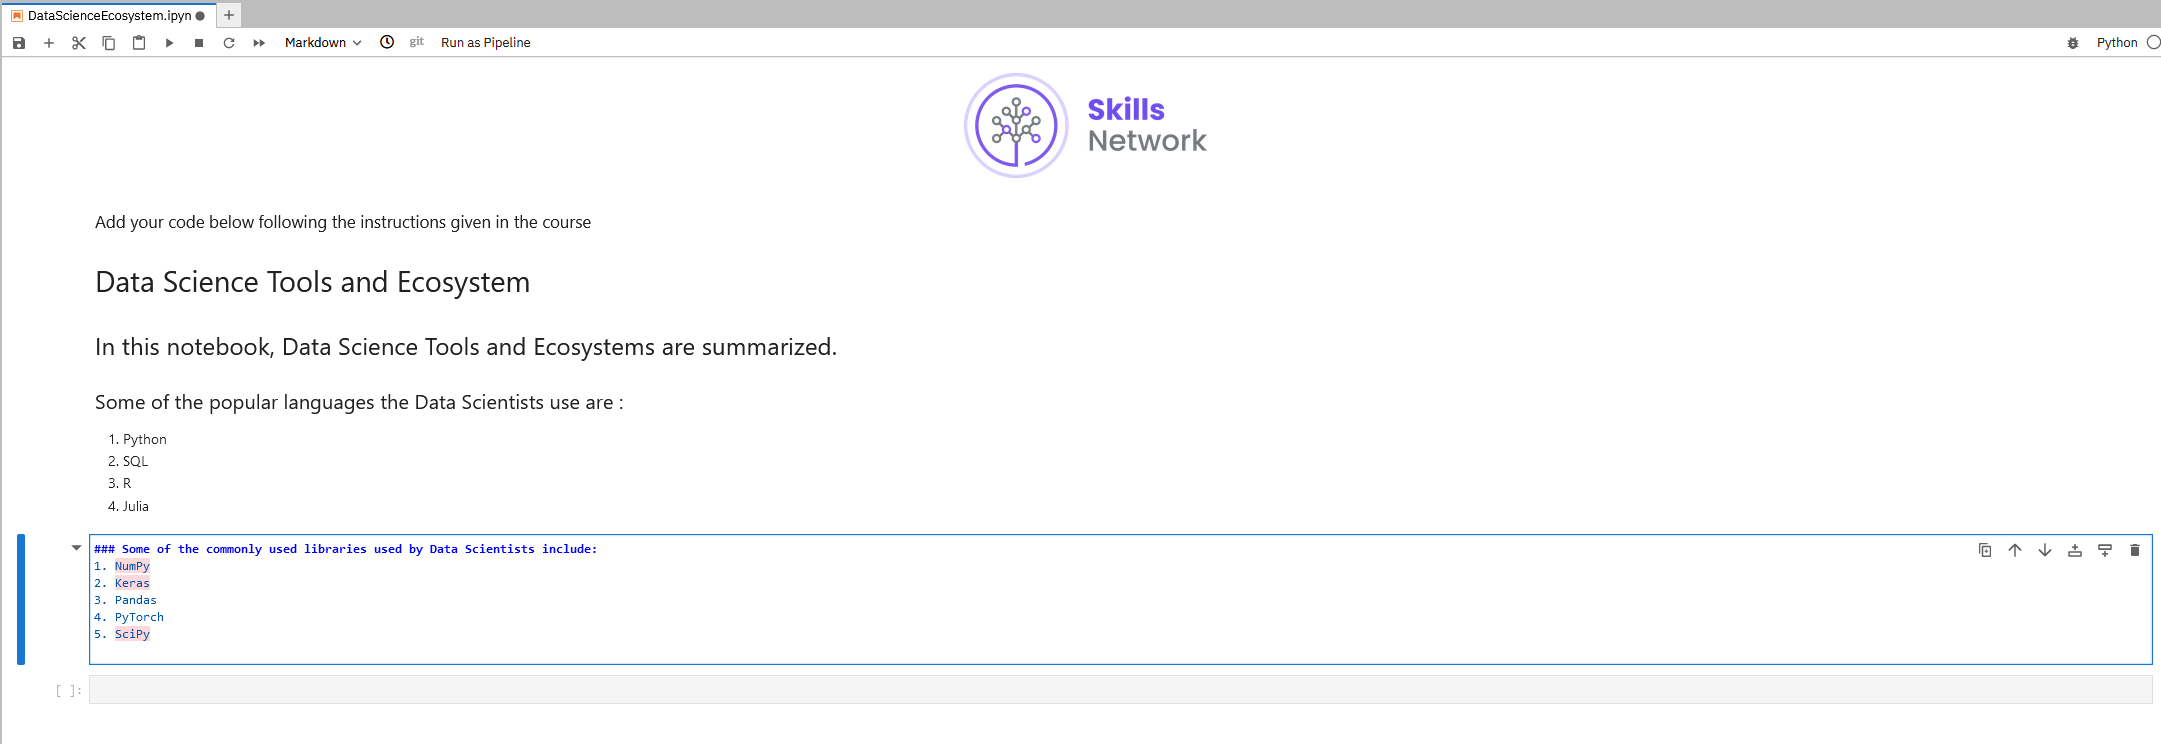 DataScienceEcosystem.ipyn
Markdown git Run as Pipeline Python
Skills
Network
Add your code below following the instructions given in the course
Data Science Tools and Ecosystem
In this notebook, Data Science Tools and Ecosystems are summarized.
Some of the popular languages the Data Scientists use are :
1. Python
2. SQL
3. R
4. Julia
### Some of the commonly used libraries used by Data Scientists include:
1. NumPy
2. Keras
3. Pandas
4. PyTorch
5. SciPy
[ ]: